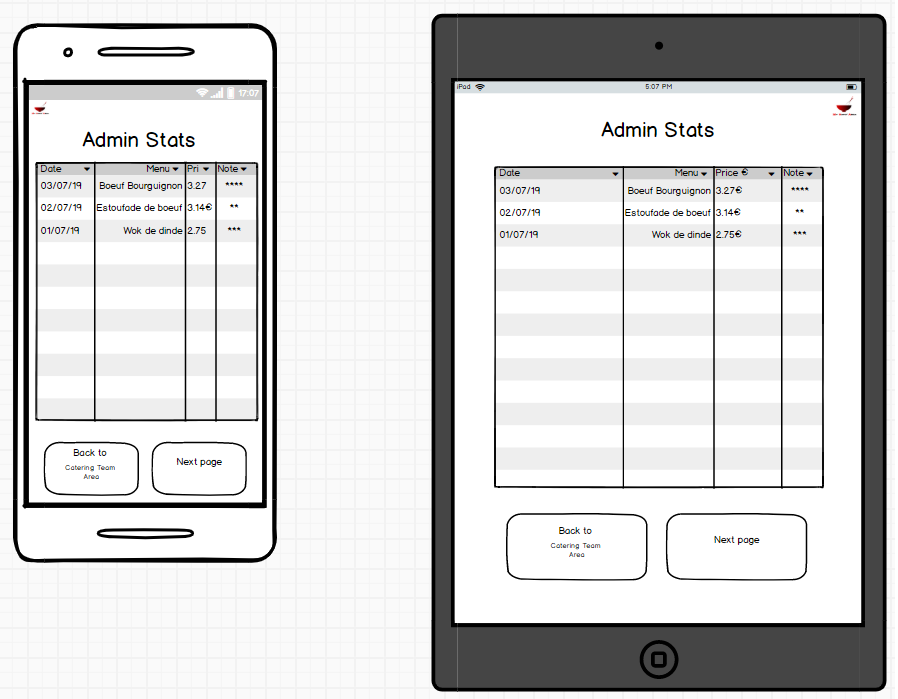 17:07
Admin Stats
Date Menu Pri Note
03/07/19 Boeuf Bourguignon 3.27 ****
02/07/19 Estoufade de boeuf 3.14€ **
01/07/19 Wok de dinde 2.75 ***
Back to
Catering Team
Area
Next page
iPad 5:07 PM
Admin Stats
Date Menu Price € Note
03/07/19 Boeuf Bourguignon 3.27€ ****
02/07/19 Estoufade de boeuf 3.14€ **
01/07/19 Wok de dinde 2.75€ ***
Back to
Catering Team
Area
Next page